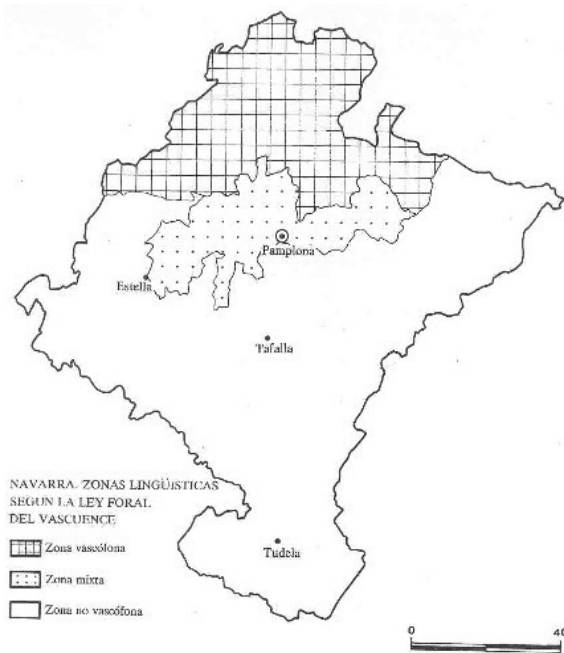 Pamplona
Estella
Tafalla
NAVARRA. ZONAS LINGÜISTICAS
SEGUN LA LEY FORAL
DEL VASCUENCE
Zona vascófona
Zona mixta
Zona no vascófona
Tudela
0 40